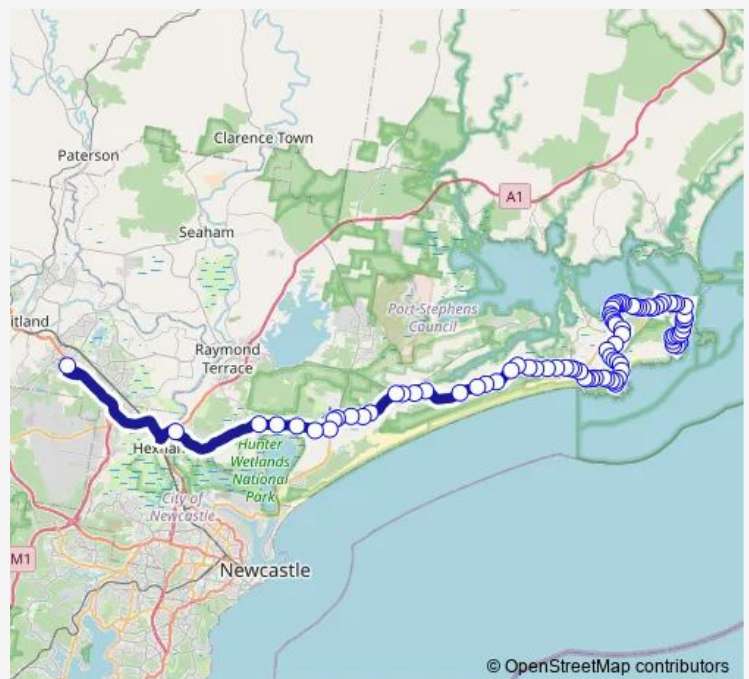 Clarence Town
Paterson
A1
Seaham
Port-Stephens
Council
itland
Raymond
Terrace
Hexham
Hunter
Wetlands
National
Park
City of
Newcastle
M1
Newcastle
© OpenStreetMap contributors